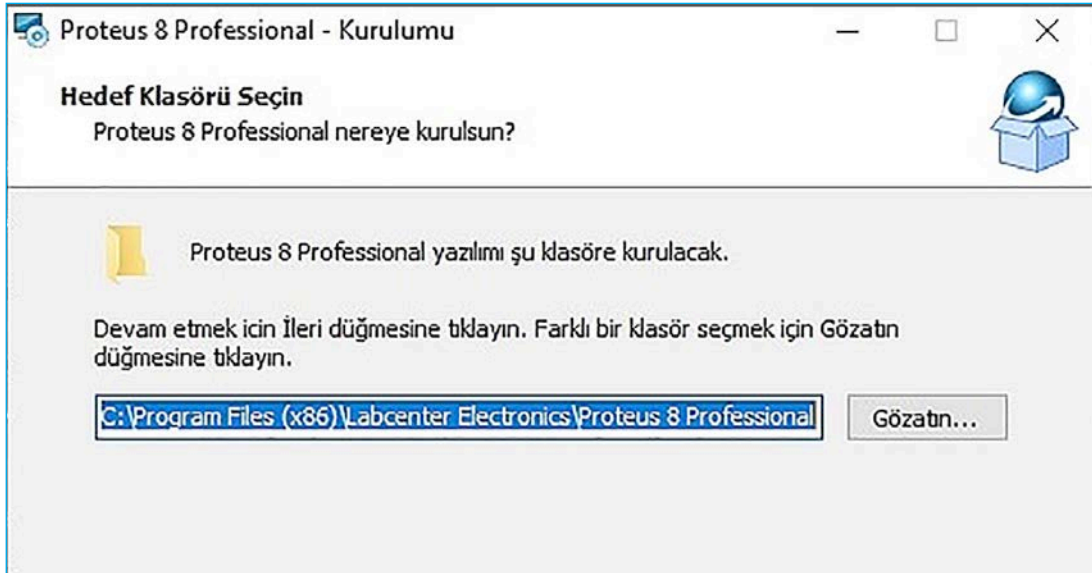 Proteus 8 Professional - Kurulumu
Hedef Klasörü Seçin
Proteus 8 Professional nereye kurulsun?
Proteus 8 Professional yazılımı şu klasöre kurulacak.
Devam etmek icin İleri düğmesine tıklayın. Farklı bir klasör seçmek için Gözatın
düğmesine tıklayın.
C:\Program Files (x86)\Labcenter Electronics\Proteus 8 Professional
Gözatın...